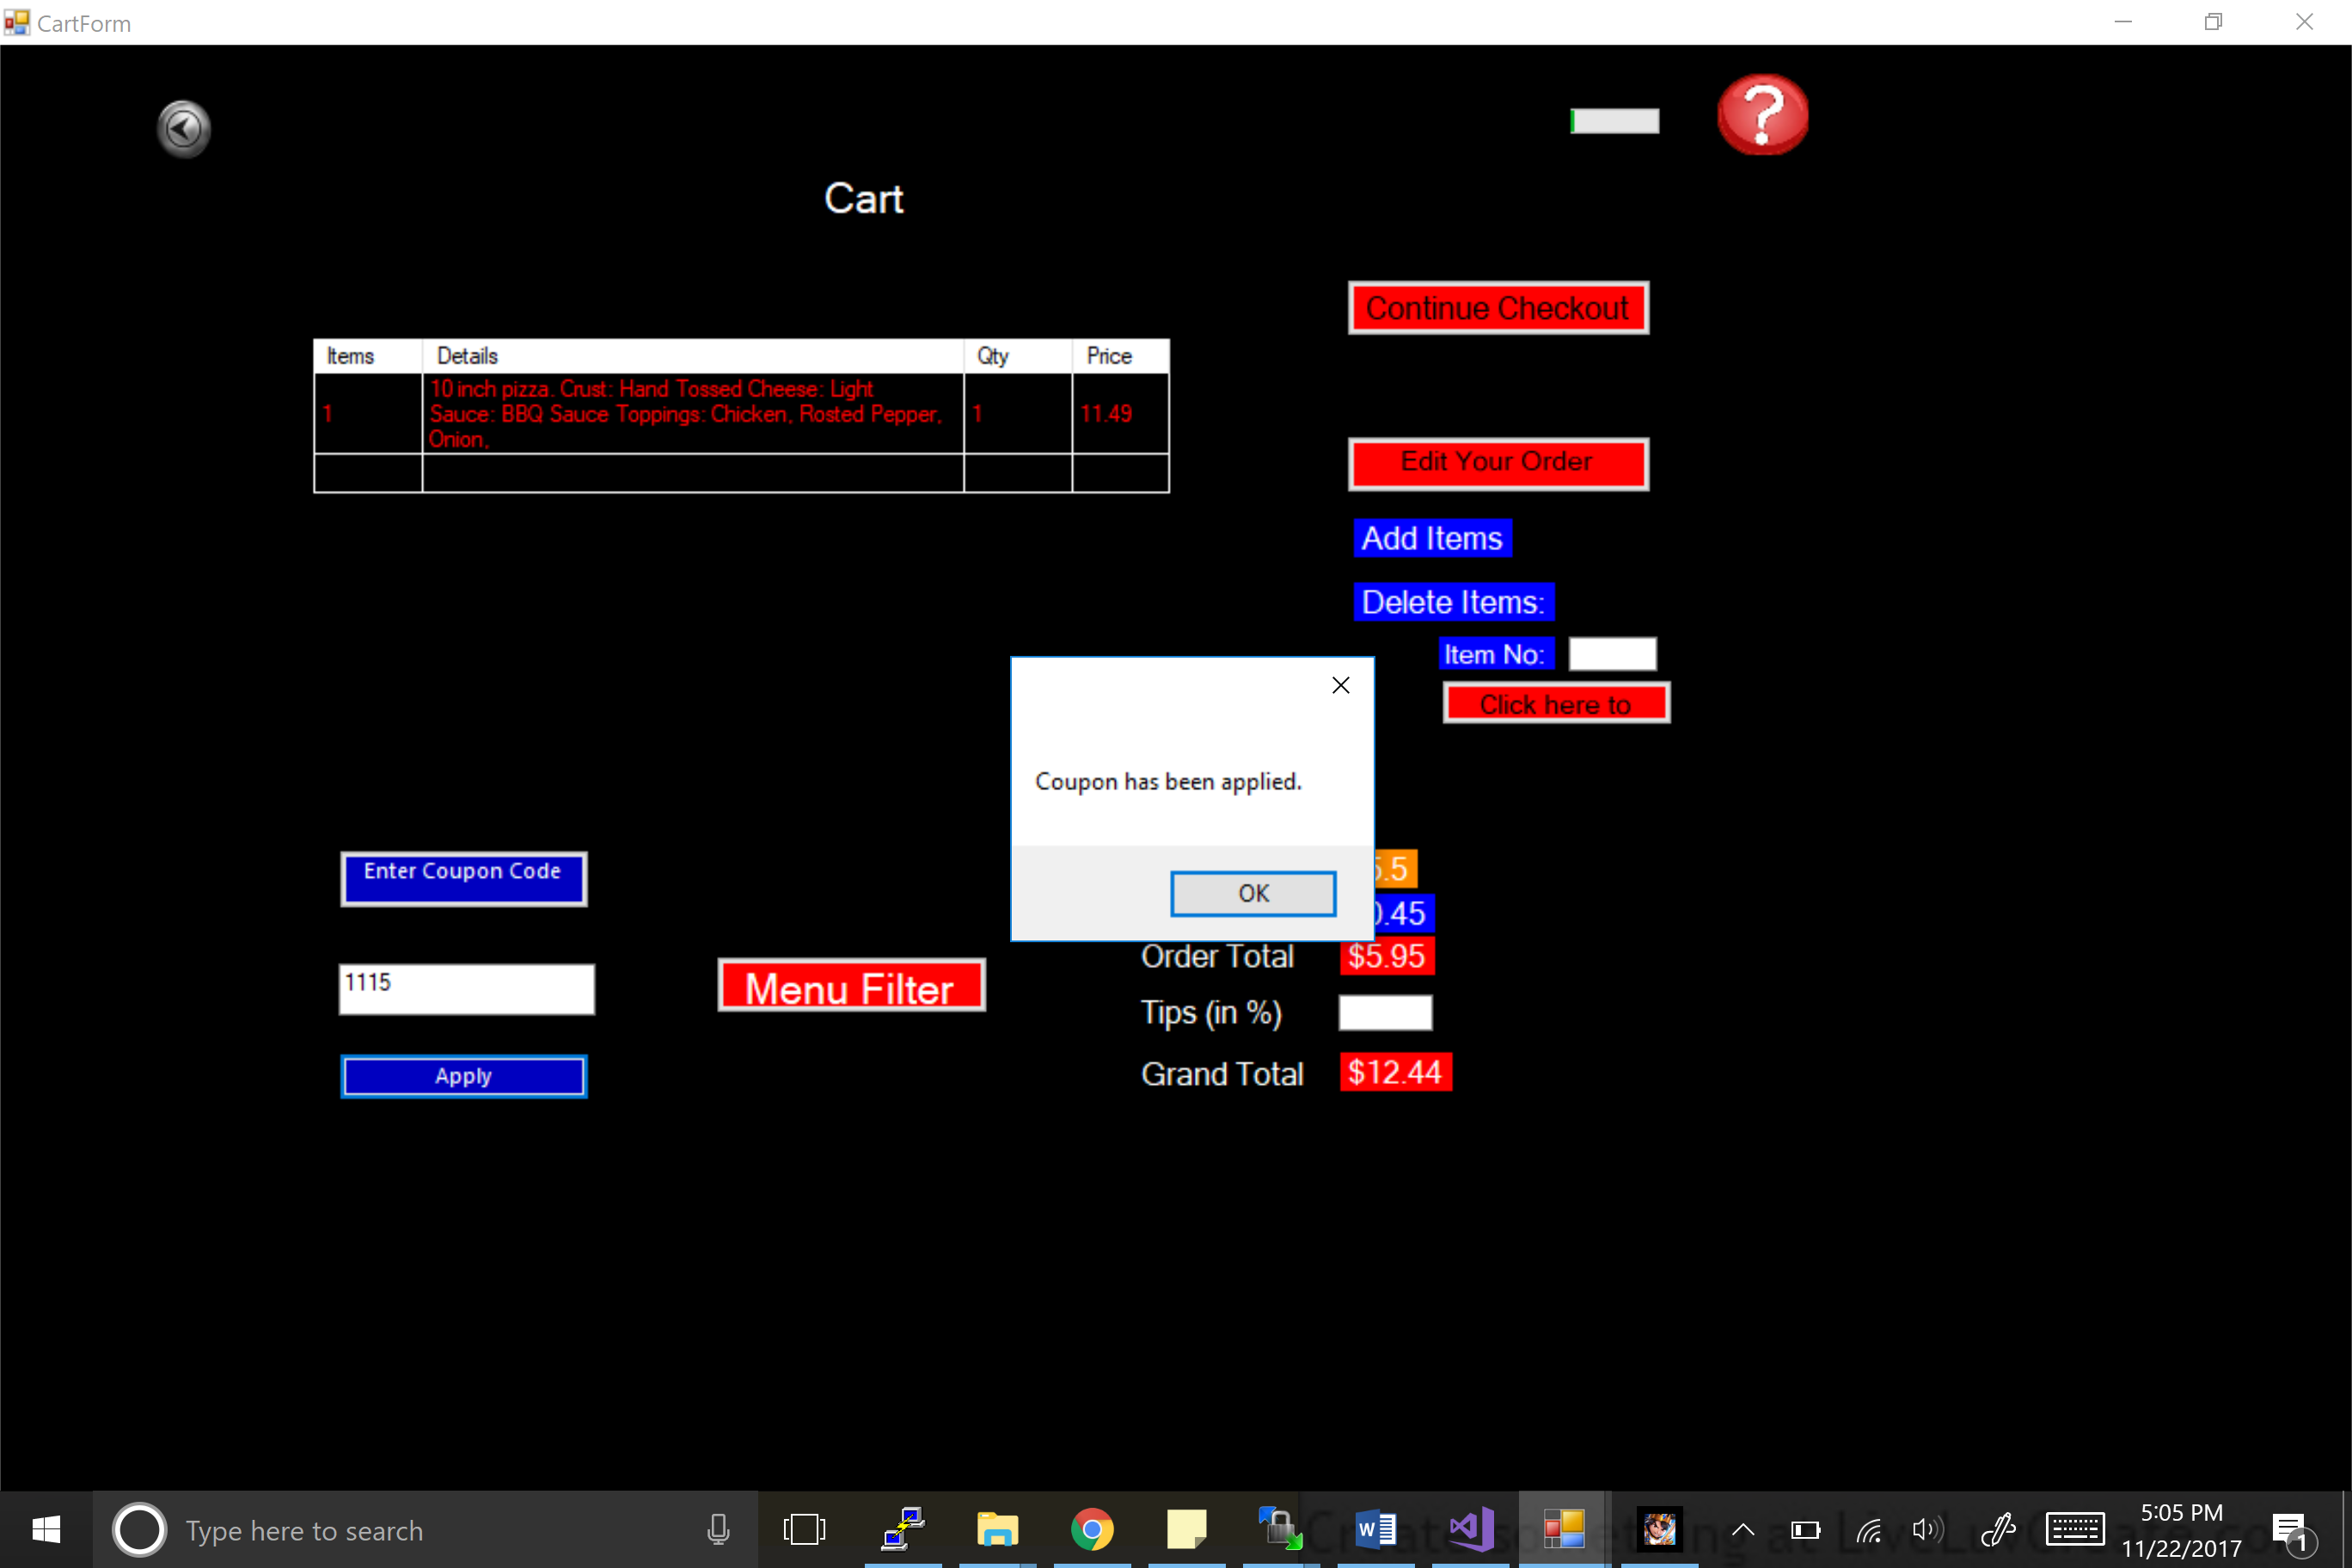 CartForm
Cart
Continue Checkout
Items Details Qty Price
10 inch pizza. Crust: Hand Tossed Cheese: Light
1 Sauce: BBQ Sauce Toppings: Chicken, Rosted Pepper, 1 11.49
Onion,
Edit Your Order
Add Items
Delete Items:
Item No:
Click here to
Coupon has been applied.
OK
Enter Coupon Code
5.5
.45
Order Total $5.95
1115
Menu Filter
Tips (in %)
Apply
Grand Total $12.44
Type here to search
5:05 PM
11/22/2017
1